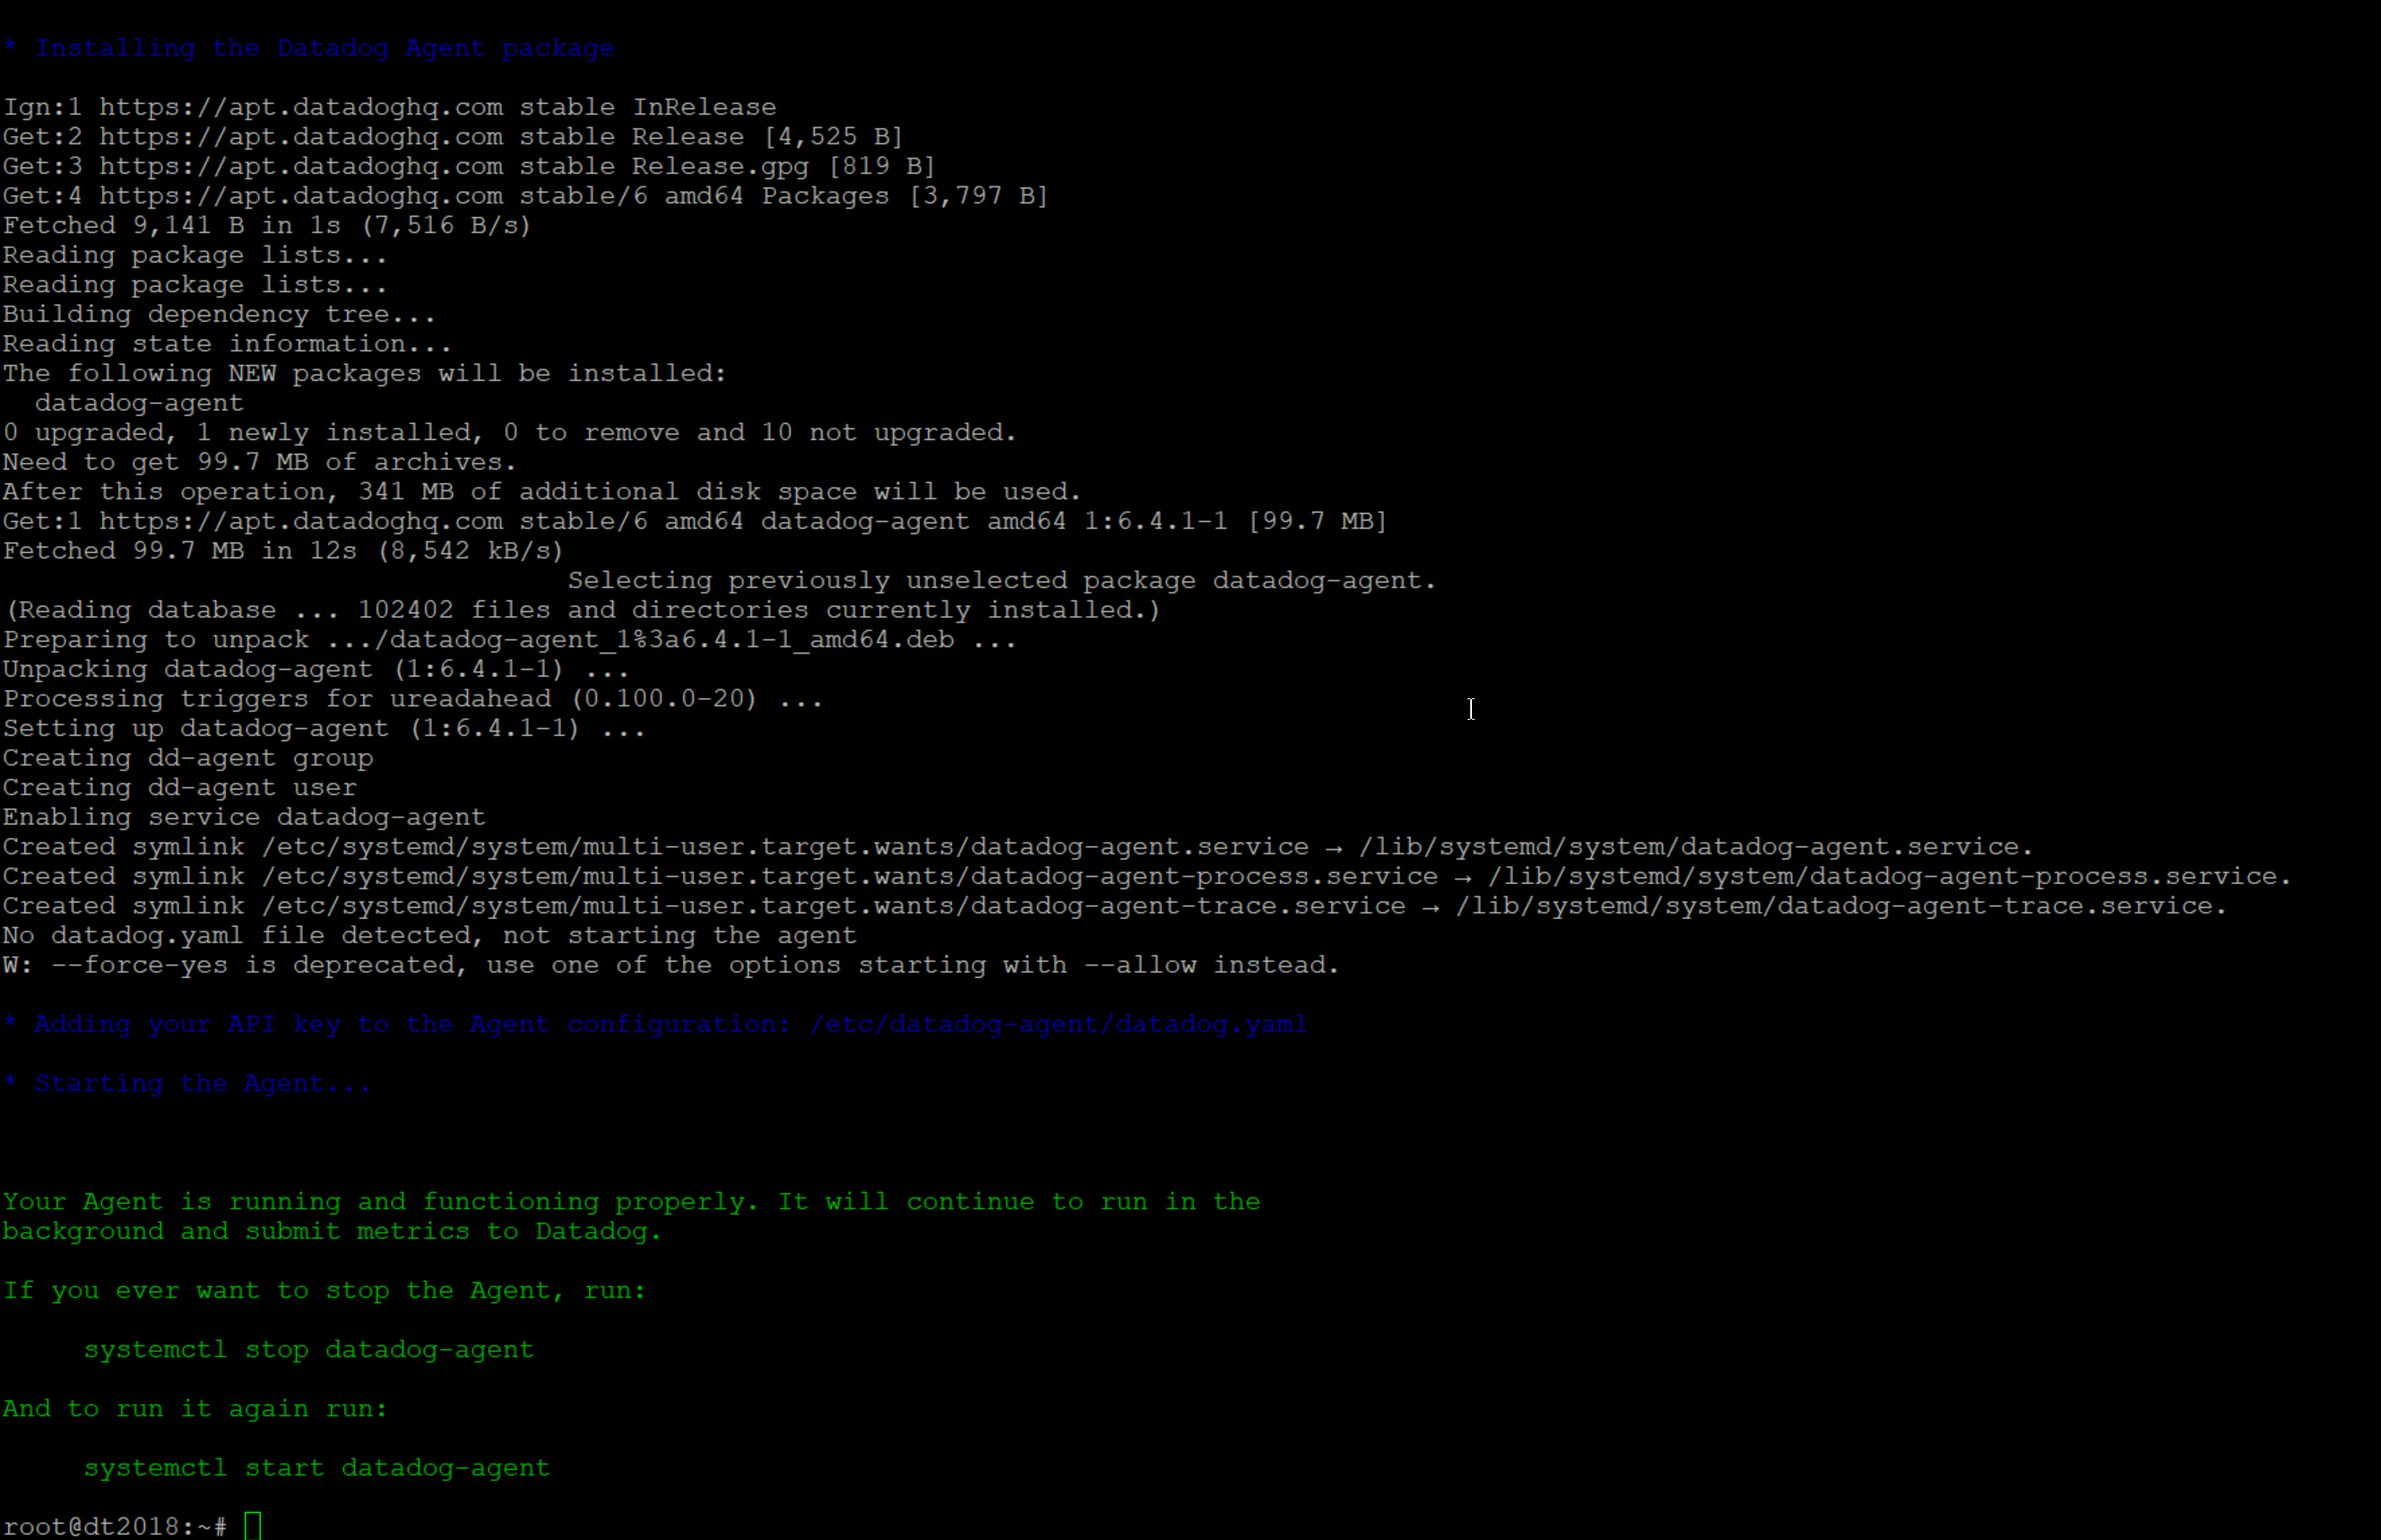 * Installing the Datadog Agent package
Ign:1 https://apt.datadoghq.com stable InRelease
Get:2 https://apt.datadoghq.com stable Release [4,525 B]
Get:3 https://apt.datadoghq.com stable Release.gpg [819 B]
Get:4 https://apt.datadoghq.com stable/6 amd64 Packages [3,797 B]
Fetched 9,141 B in 1s (7,516 B/s)
Reading package lists...
Reading package lists...
Building dependency tree...
Reading state information...
The following NEW packages will be installed:
  datadog-agent
0 upgraded, 1 newly installed, 0 to remove and 10 not upgraded.
Need to get 99.7 MB of archives.
After this operation, 341 MB of additional disk space will be used.
Get:1 https://apt.datadoghq.com stable/6 amd64 datadog-agent amd64 1:6.4.1-1 [99.7 MB]
Fetched 99.7 MB in 12s (8,542 kB/s)
                                   Selecting previously unselected package datadog-agent.
(Reading database ... 102402 files and directories currently installed.)
Preparing to unpack .../datadog-agent_1%3a6.4.1-1_amd64.deb ...
Unpacking datadog-agent (1:6.4.1-1) ...
Processing triggers for ureadahead (0.100.0-20) ...
Setting up datadog-agent (1:6.4.1-1) ...
Creating dd-agent group
Creating dd-agent user
Enabling service datadog-agent
Created symlink /etc/systemd/system/multi-user.target.wants/datadog-agent.service → /lib/systemd/system/datadog-agent.service.
Created symlink /etc/systemd/system/multi-user.target.wants/datadog-agent-process.service → /lib/systemd/system/datadog-agent-process.service.
Created symlink /etc/systemd/system/multi-user.target.wants/datadog-agent-trace.service → /lib/systemd/system/datadog-agent-trace.service.
No datadog.yaml file detected, not starting the agent
W: --force-yes is deprecated, use one of the options starting with --allow instead.
* Adding your API key to the Agent configuration: /etc/datadog-agent/datadog.yaml
* Starting the Agent...
Your Agent is running and functioning properly. It will continue to run in the
background and submit metrics to Datadog.
If you ever want to stop the Agent, run:
     systemctl stop datadog-agent
And to run it again run:
     systemctl start datadog-agent
root@dt2018:~#